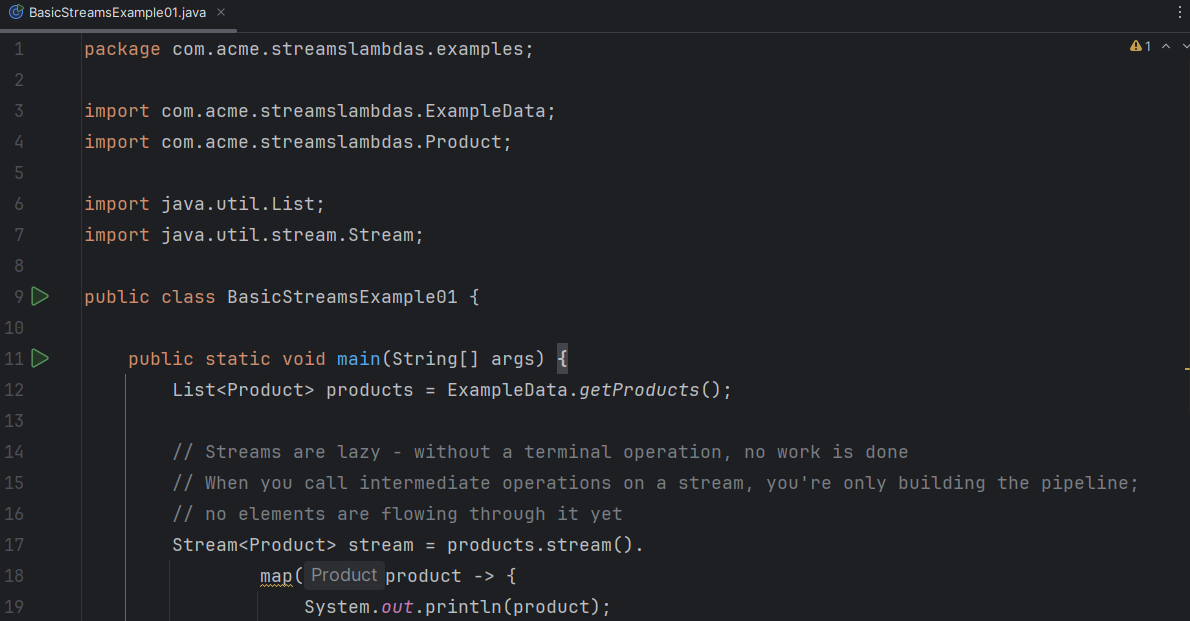 BasicStreamsExample01.java
1 package com.acme.streamslambdas.examples;
1
2
3 import com.acme.streamslambdas.ExampleData;
4 import com.acme.streamslambdas.Product;
5
6 import java.util.List;
7 import java.util.stream.Stream;
8
9 public class BasicStreamsExample01 {
10
11     public static void main(String[] args) {
12         List<Product> products = ExampleData.getProducts();
13
14         // Streams are lazy - without a terminal operation, no work is done
15         // When you call intermediate operations on a stream, you're only building the pipeline;
16         // no elements are flowing through it yet
17         Stream<Product> stream = products.stream().
18                 map( Product product -> {
19                     System.out.println(product);